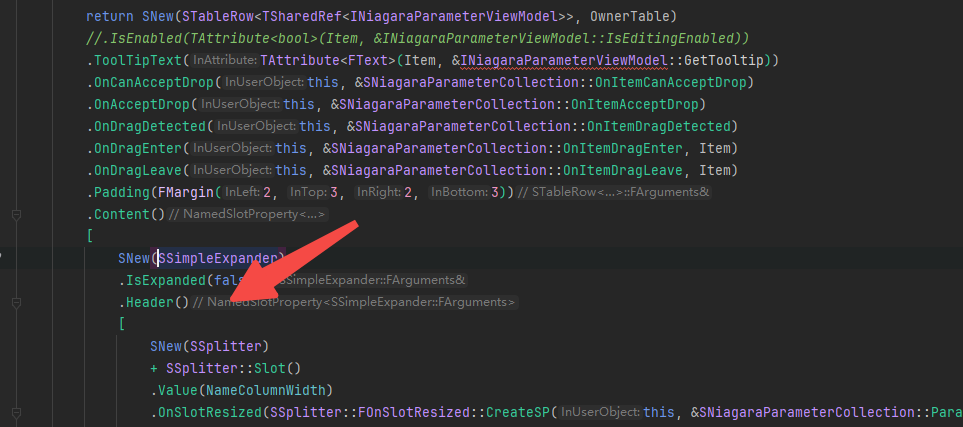 return SNew(STableRow<TSharedRef<INiagaraParameterViewModel>>, OwnerTable)
//.IsEnabled(TAttribute<bool>(Item, &INiagaraParameterViewModel::IsEditingEnabled))
.ToolTipText(InAttribute: TAttribute<FText>(Item, &INiagaraParameterViewModel::GetTooltip))
.OnCanAcceptDrop(InUserObject: this, &SNiagaraParameterCollection::OnItemCanAcceptDrop)
.OnAcceptDrop(InUserObject: this, &SNiagaraParameterCollection::OnItemAcceptDrop)
.OnDragDetected(InUserObject: this, &SNiagaraParameterCollection::OnItemDragDetected)
.OnDragEnter(InUserObject: this, &SNiagaraParameterCollection::OnItemDragEnter, Item)
.OnDragLeave(InUserObject: this, &SNiagaraParameterCollection::OnItemDragLeave, Item)
.Padding(FMargin(InLeft: 2, InTop: 3, InRight: 2, InBottom: 3)) // STableRow<...>::FArguments&
.Content() // NamedSlotProperty<...>
[
SNew(SSimpleExpander)
.IsExpanded(fal SimpleExpander::FArguments&
.Header() // NamedSlotProperty<SSimpleExpander::FArguments>
[
SNew(SSplitter)
+ SSplitter::Slot()
.Value(NameColumnWidth)
.OnSlotResized(SSplitter::FOnSlotResized::CreateSP(InUserObject: this, &SNiagaraParameterCollection::Para